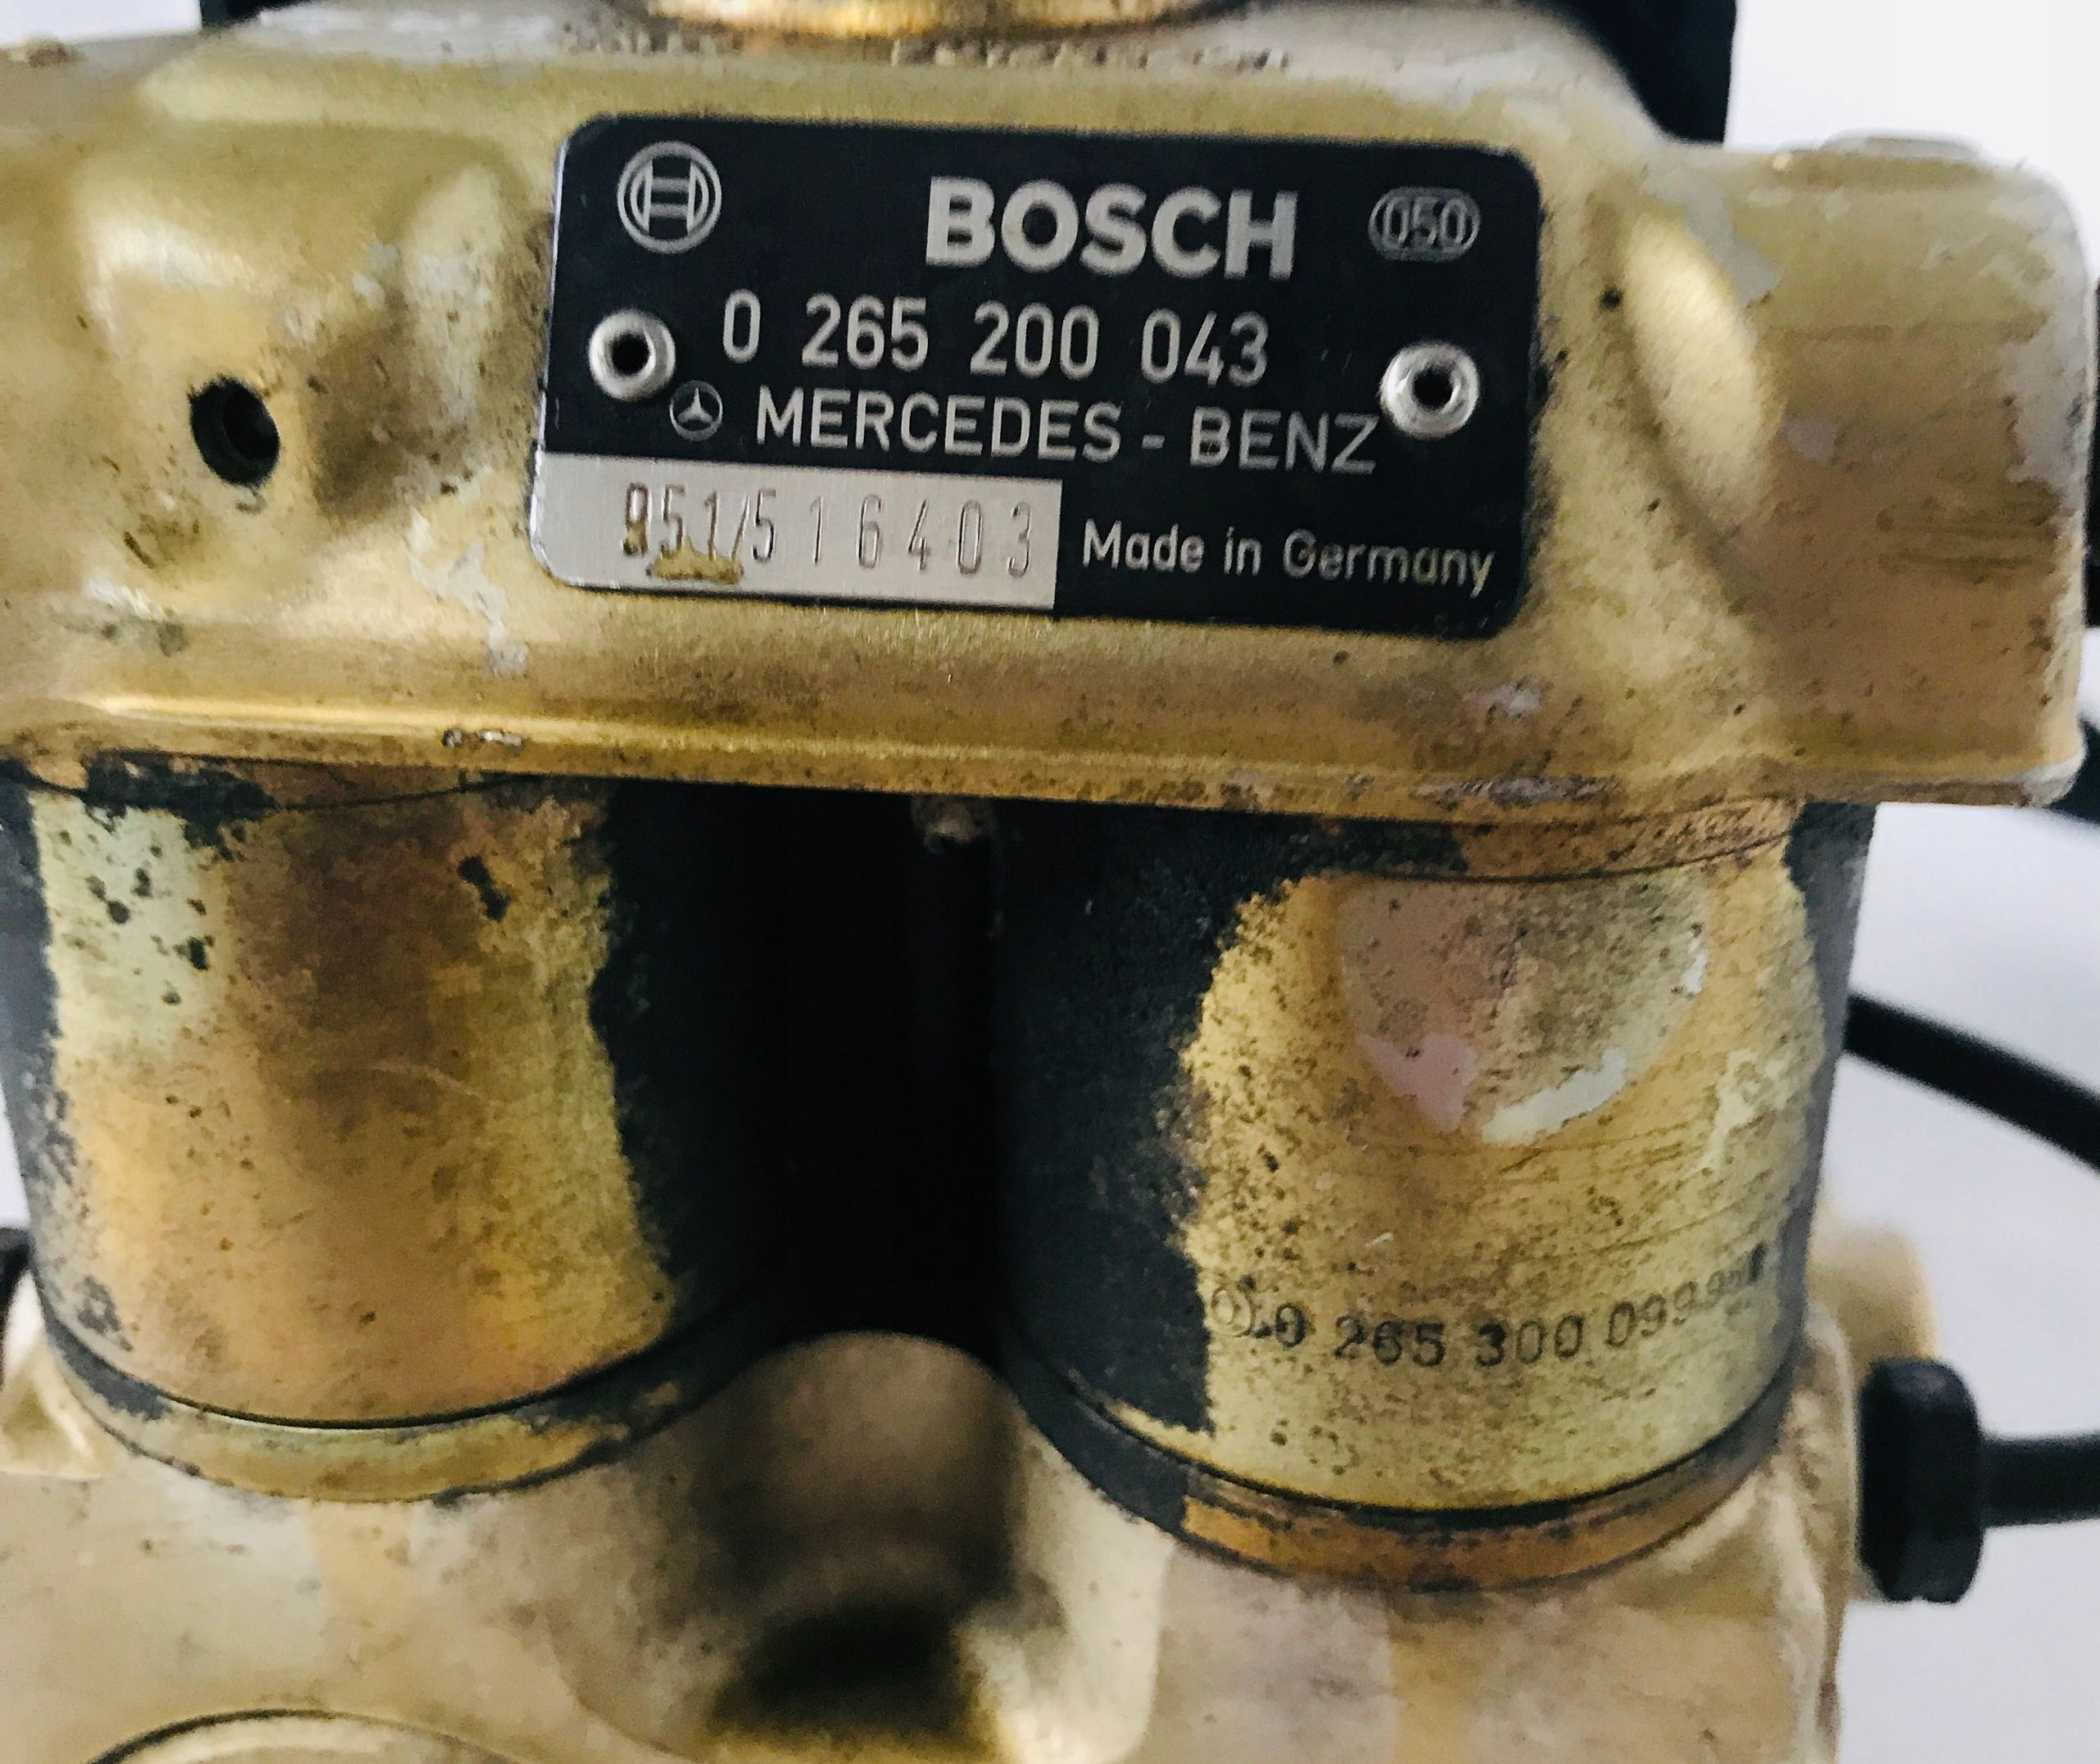 BOSCH 050
0 265 200 043
MERCEDES - BENZ
951/516403
Made in Germany
0 265 300 099